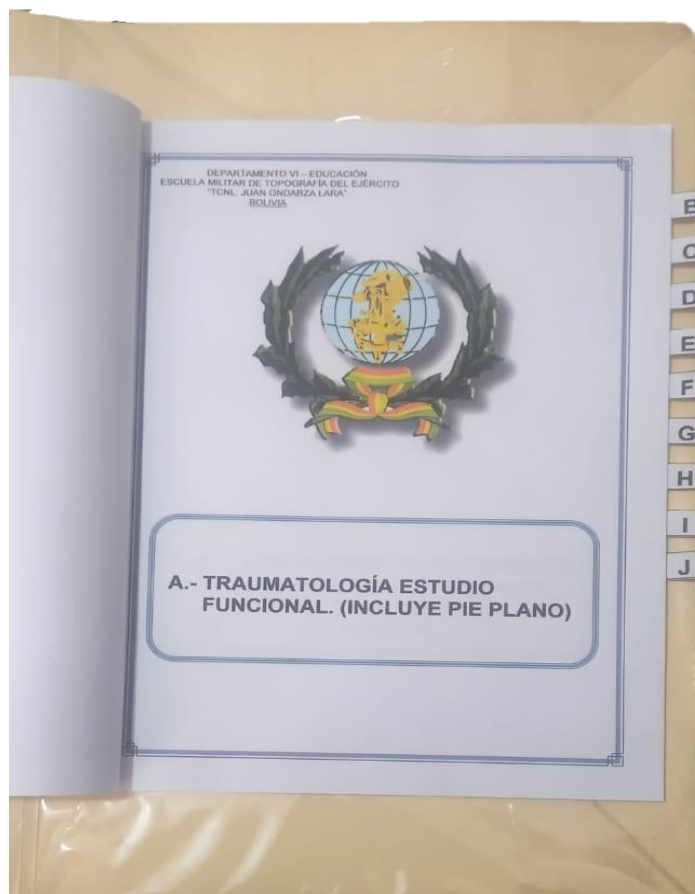 DEPARTAMENTO VI – EDUCACIÓN
ESCUELA MILITAR DE TOPOGRAFÍA DEL EJÉRCITO
"TCNL. JUAN ONDARZA LARA"
BOLIVIA
B
C
D
E
F
G
H
I
J
A.- TRAUMATOLOGÍA ESTUDIO
FUNCIONAL. (INCLUYE PIE PLANO)